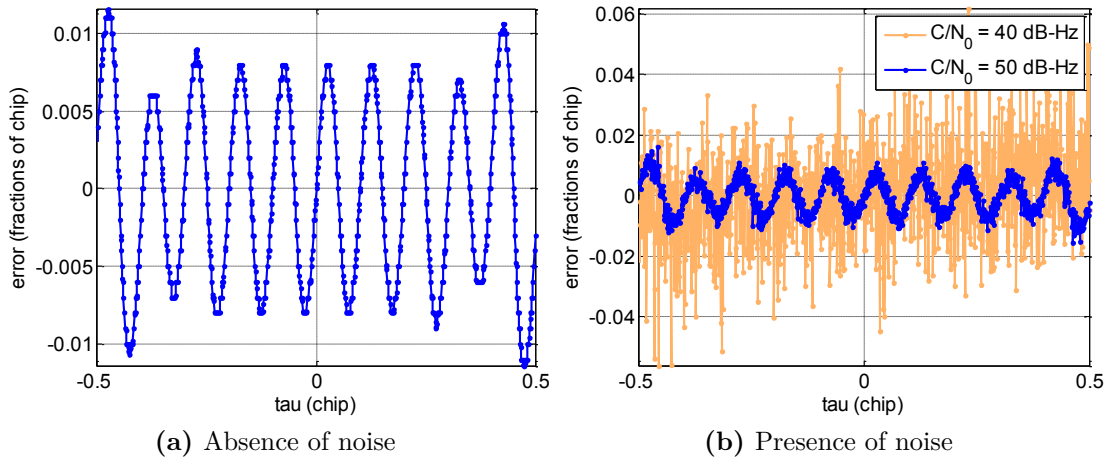 0.01
0.005
0
-0.005
-0.01
error (fractions of chip)
-0.5
0
0.5
tau (chip)
(a) Absence of noise
0.06
0.04
0.02
0
-0.02
-0.04
error (fractions of chip)
C/N0 = 40 dB-Hz
C/N0 = 50 dB-Hz
-0.5
0
0.5
tau (chip)
(b) Presence of noise